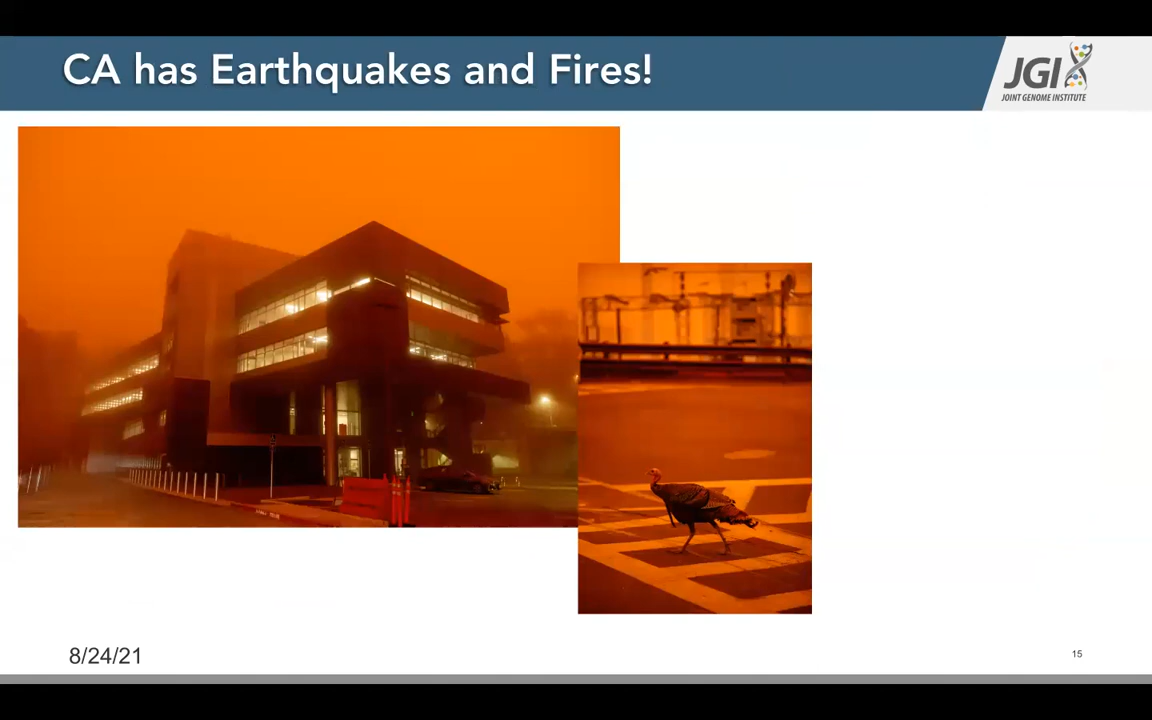 CA has Earthquakes and Fires!
JGI
JOINT GENOME INSTITUTE
8/24/21
15